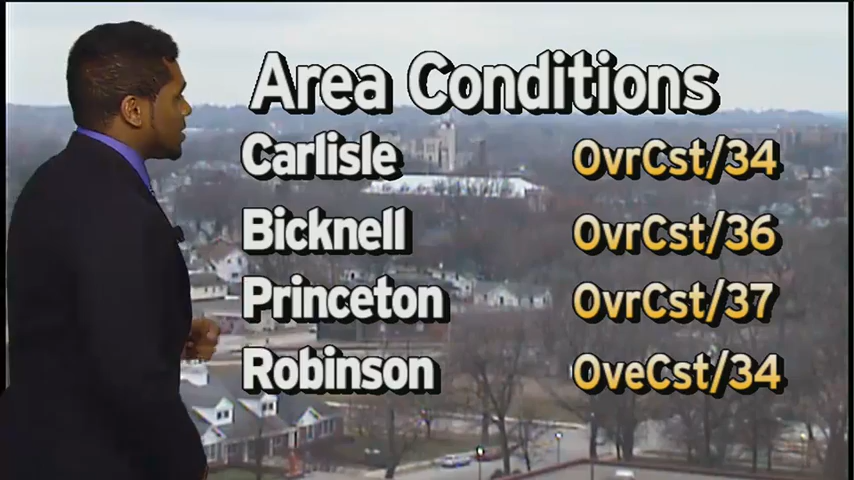 Area Conditions
Carlisle OvrCst/34
Bicknell OvrCst/36
Princeton OvrCst/37
Robinson OveCst/34